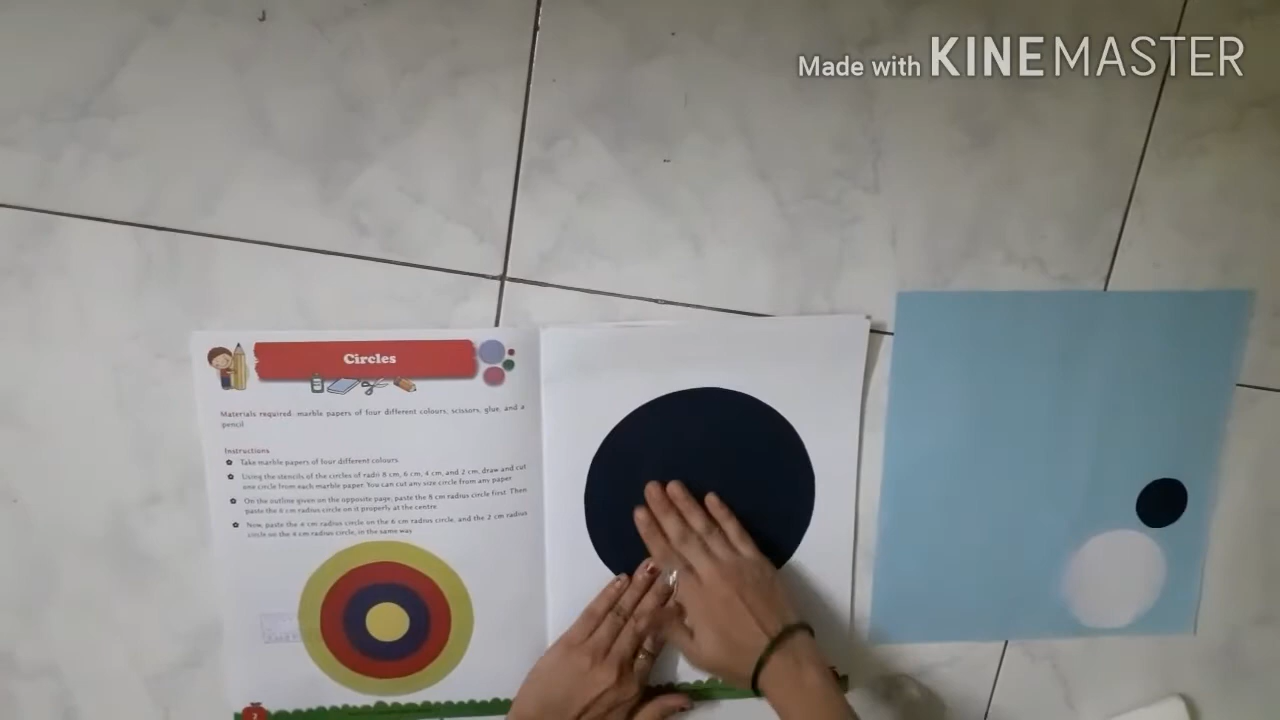 Made with KINEMASTER
Circles
Materials required: marble papers of four different colours, scissors, glue, and a
pencil
Instructions
Take marble papers of four different colours.
Using the stencils of the circles of radii 8 cm, 6 cm, 4 cm, and 2 cm, draw and cut
one circle from each marble paper. You can cut any size circle from any paper.
On the outline given on the opposite page, paste the 8 cm radius circle first. Then
paste the 6 cm radius circle on it properly at the centre.
Now, paste the 4 cm radius circle on the 6 cm radius circle, and the 2 cm radius
circle on the 4 cm radius circle, in the same way.
2